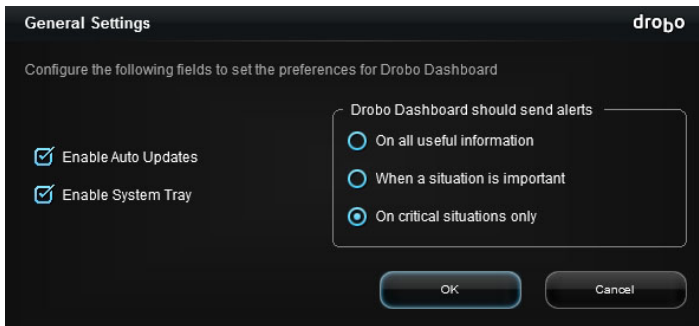 General Settings
drobo
Configure the following fields to set the preferences for Drobo Dashboard
Enable Auto Updates
Enable System Tray
Drobo Dashboard should send alerts
On all useful information
When a situation is important
On critical situations only
OK
Cancel